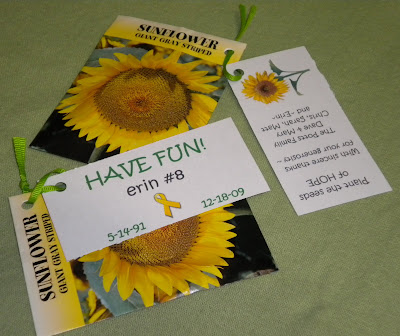 SUNFLOWER
GIANT GRAY STRIPED
Plant the seeds
of HOPE
With sincere thanks
for your generosity ~
The Potts Family
Dave & Mary
Chris, Sarah, Matt
and ~Erin~
HAVE FUN!
erin #8
5-14-91
12-18-09
SUNFLOWER
GIANT GRAY STRIPED